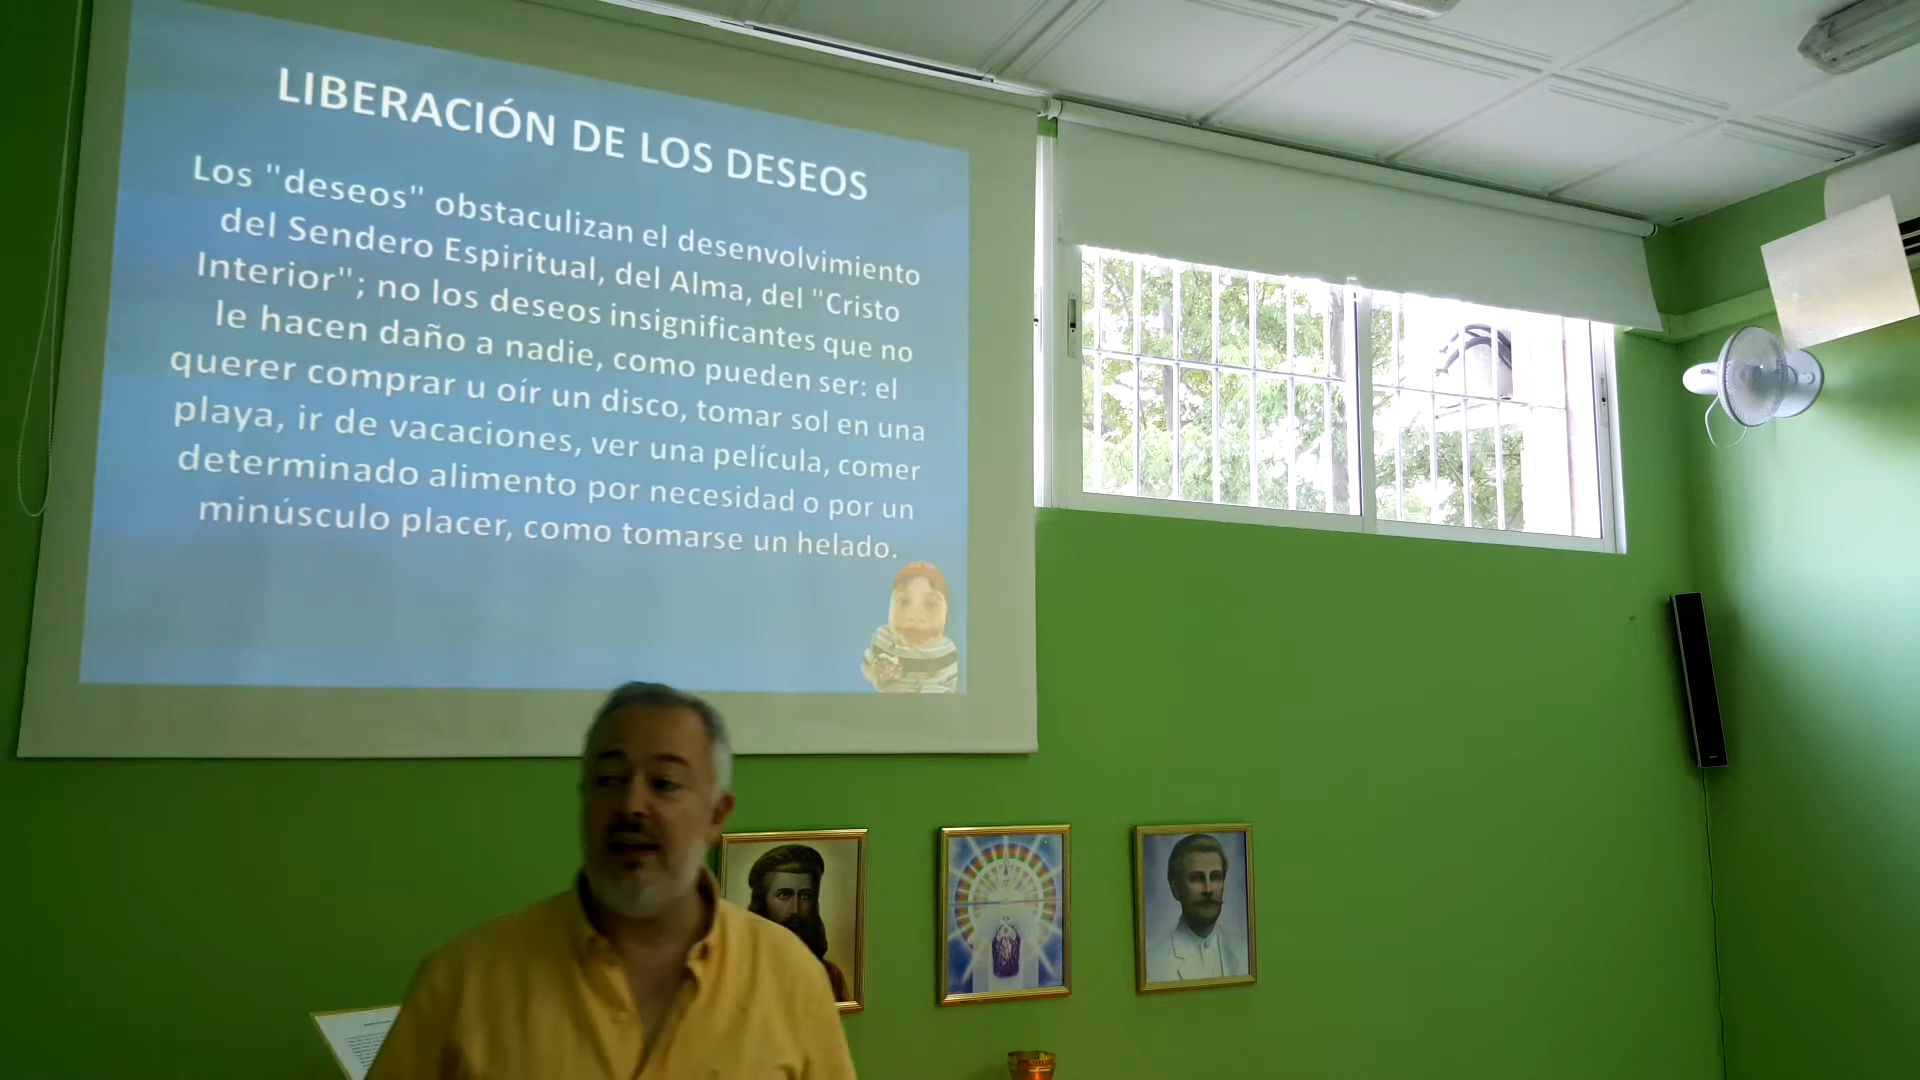 LIBERACIÓN DE LOS DESEOS
Los "deseos" obstaculizan el desenvolvimiento
del Sendero Espiritual, del Alma, del "Cristo
Interior"; no los deseos insignificantes que no
le hacen daño a nadie, como pueden ser: el
querer comprar u oír un disco, tomar sol en una
playa, ir de vacaciones, ver una película, comer
determinado alimento por necesidad o por un
minúsculo placer, como tomarse un helado.